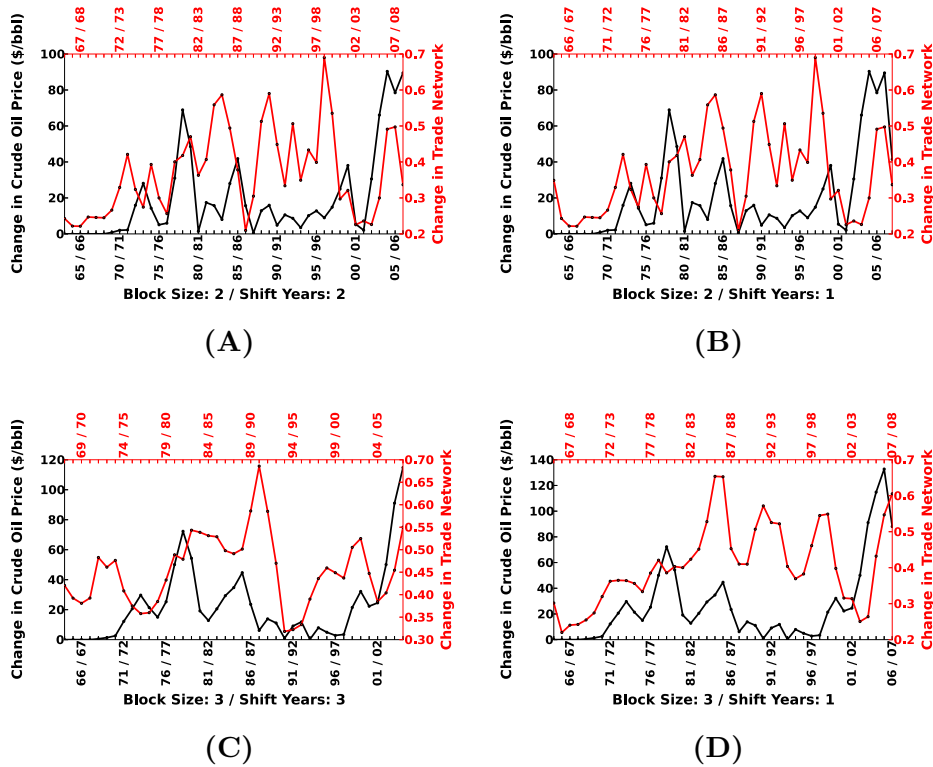 67 / 68 72 / 73 77 / 78 82 / 83 87 / 88 92 / 93 97 / 98 02 / 03 07 / 08
Change in Crude Oil Price ($/bbl)
100 80 60 40 20 0
0.7 0.6 0.5 0.4 0.3 0.2
Change in Trade Network
65 / 66 70 / 71 75 / 76 80 / 81 85 / 86 90 / 91 95 / 96 00 / 01 05 / 06
Block Size: 2 / Shift Years: 2
(A)
66 / 67 71 / 72 76 / 77 81 / 82 86 / 87 91 / 92 96 / 97 01 / 02 06 / 07
Change in Crude Oil Price ($/bbl)
100 80 60 40 20 0
0.7 0.6 0.5 0.4 0.3 0.2
Change in Trade Network
65 / 66 70 / 71 75 / 76 80 / 81 85 / 86 90 / 91 95 / 96 00 / 01 05 / 06
Block Size: 2 / Shift Years: 1
(B)
69 / 70 74 / 75 79 / 80 84 / 85 89 / 90 94 / 95 99 / 00 04 / 05
Change in Crude Oil Price ($/bbl)
120 100 80 60 40 20 0
0.70 0.65 0.60 0.55 0.50 0.45 0.40 0.35 0.30
Change in Trade Network
66 / 67 71 / 72 76 / 77 81 / 82 86 / 87 91 / 92 96 / 97 01 / 02
Block Size: 3 / Shift Years: 3
(C)
67 / 68 72 / 73 77 / 78 82 / 83 87 / 88 92 / 93 97 / 98 02 / 03 07 / 08
Change in Crude Oil Price ($/bbl)
140 120 100 80 60 40 20 0
0.7 0.6 0.5 0.4 0.3 0.2
Change in Trade Network
66 / 67 71 / 72 76 / 77 81 / 82 86 / 87 91 / 92 96 / 97 01 / 02 06 / 07
Block Size: 3 / Shift Years: 1
(D)